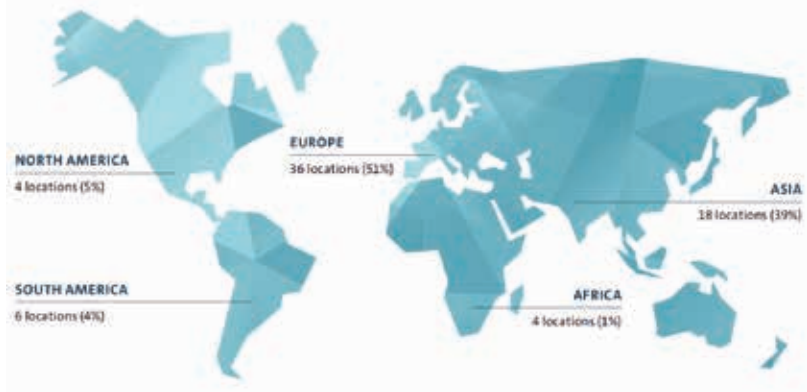 NORTH AMERICA
4 locations (5%)
EUROPE
36 locations (51%)
ASIA
18 locations (39%)
SOUTH AMERICA
6 locations (4%)
AFRICA
4 locations (1%)